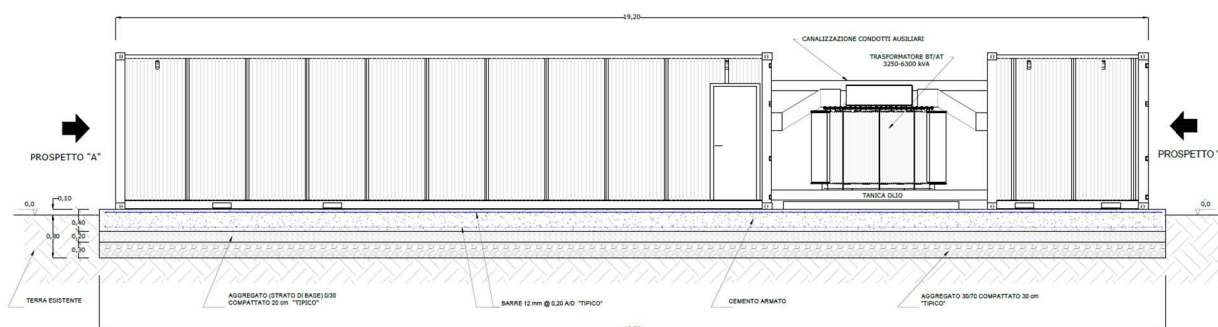 19,20
CANALIZZAZIONE CONDOTTI AUSILIARI
TRASFORMATORE BT/AT
3250-6300 kVA
PROSPETTO "A"
PROSPETTO "
TANICA OLIO
0,0
0,10
0,40
0,80
0,20
0,30
0,0
TERRA ESISTENTE
AGGREGATO (STRATO DI BASE) 0/30
COMPATTATO 20 cm "TIPICO"
BARRE 12 mm @ 0,20 A/D "TIPICO"
CEMENTO ARMATO
AGGREGATO 30/70 COMPATTATO 30 cm
"TIPICO"